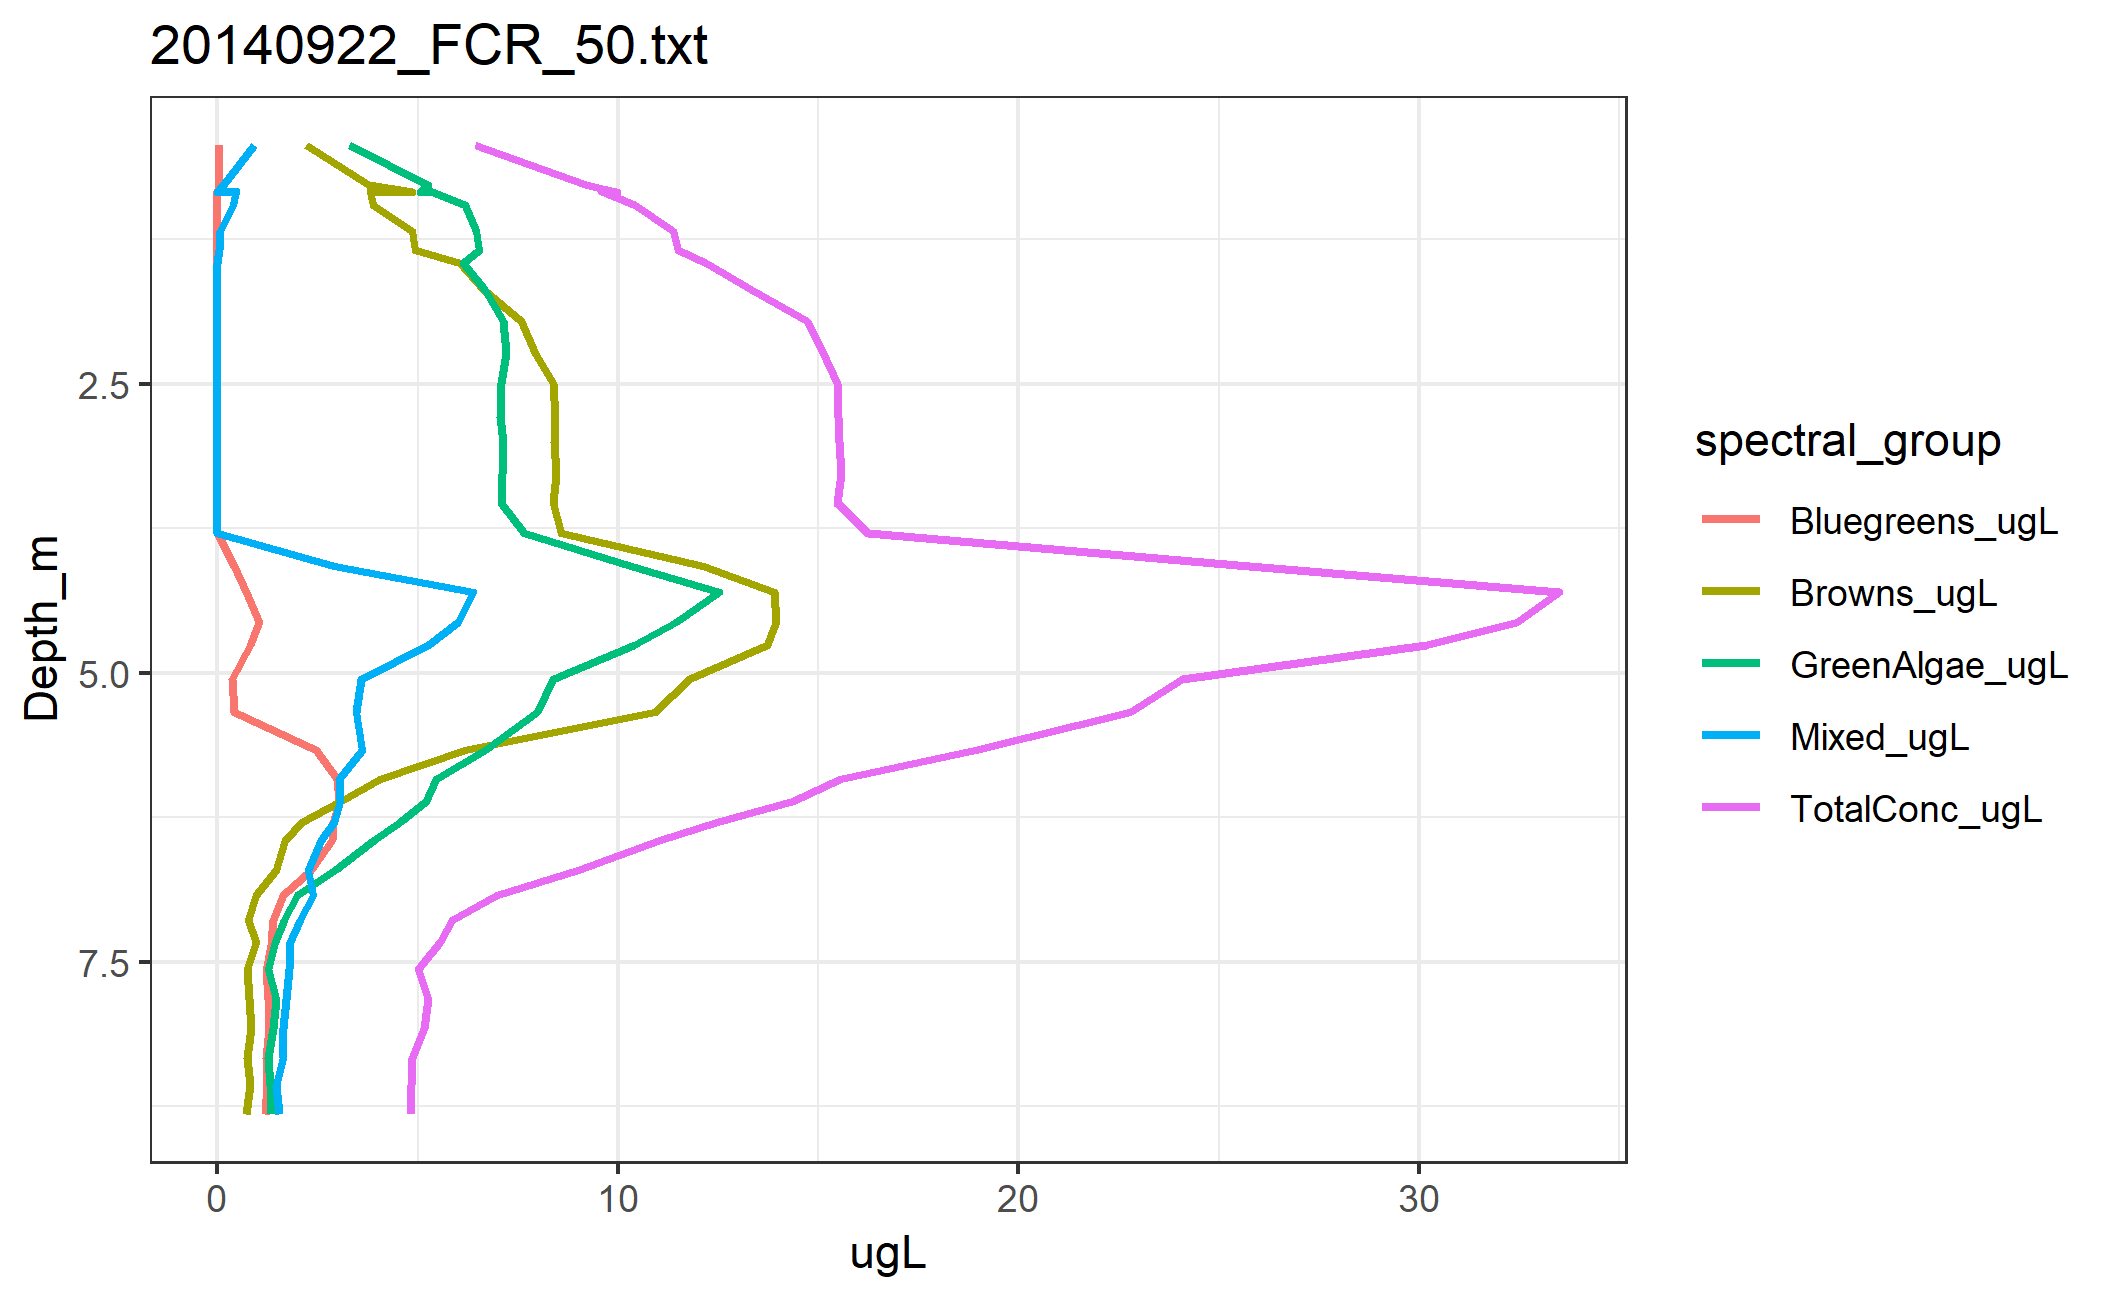 20140922_FCR_50.txt
Depth_m
2.5
5.0
7.5
0 10 20 30
ugL
spectral_group
Bluegreens_ugL
Browns_ugL
GreenAlgae_ugL
Mixed_ugL
TotalConc_ugL